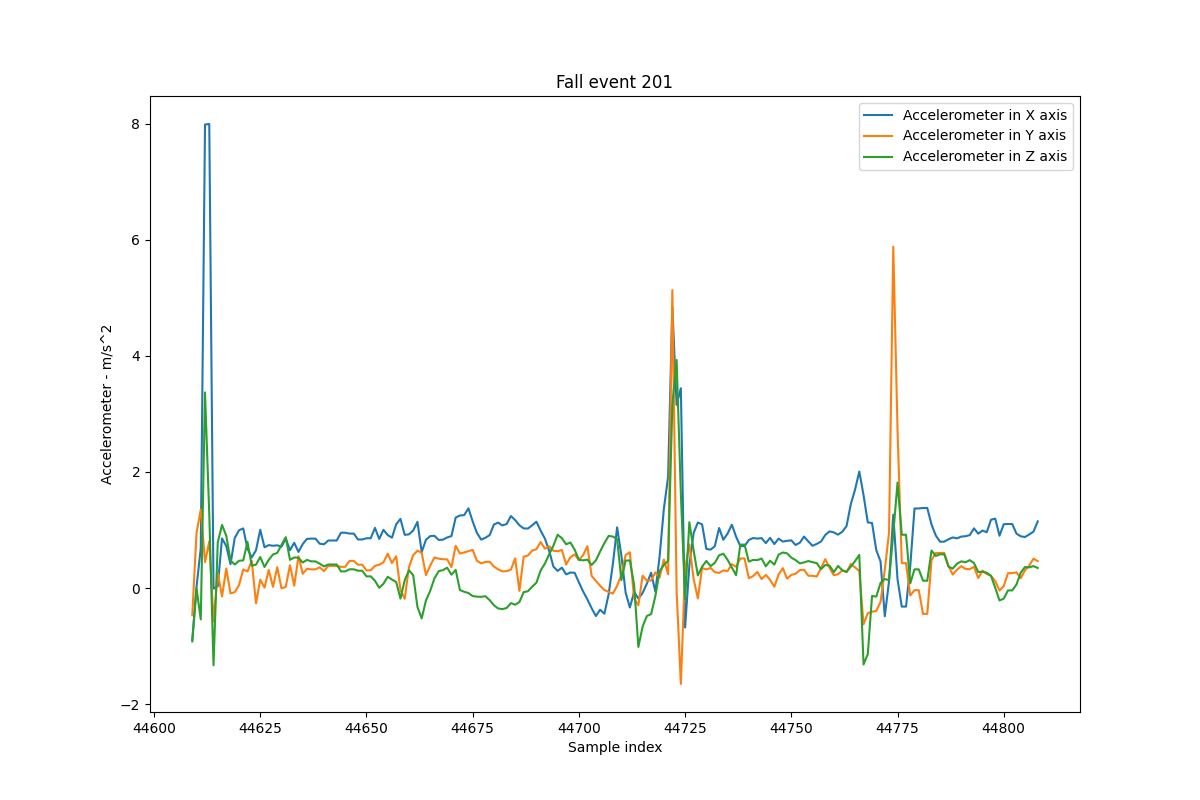 Fall event 201
Accelerometer in X axis
Accelerometer in Y axis
Accelerometer in Z axis
8
6
4
2
0
−2
Accelerometer - m/s^2
44600 44625 44650 44675 44700 44725 44750 44775 44800
Sample index